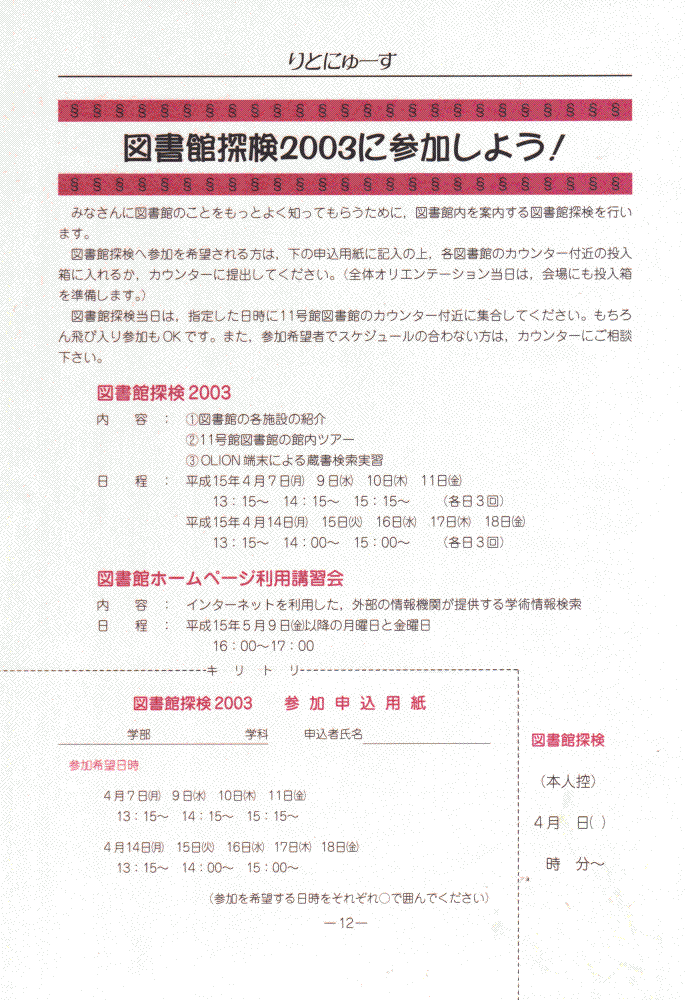 りとにゅーす
§ § § § § § § § § § § § § § § § § § § § § § § § §
図書館探検2003に参加しよう！
§ § § § § § § § § § § § § § § § § § § § § § § § §
みなさんに図書館のことをもっとよく知ってもらうために，図書館内を案内する図書館探検を行い
ます。
図書館探検へ参加を希望される方は，下の申込用紙に記入の上，各図書館のカウンター付近の投入
箱に入れるか，カウンターに提出してください。（全体オリエンテーション当日は，会場にも投入箱
を準備します。）
図書館探検当日は，指定した日時に11号館図書館のカウンター付近に集合してください。もちろ
ん飛び入り参加もOKです。また，参加希望者でスケジュールの合わない方は，カウンターにご相談
下さい。
図書館探検2003
内　容　：　①図書館の各施設の紹介
②11号館図書館の館内ツアー
③OLION端末による蔵書検索実習
日　程　：　平成15年４月７日㈪　９日㈬　10日㈭　11日㈮
13：15～　14：15～　15：15～　（各日３回）
平成15年４月14日㈪　15日㈫　16日㈬　17日㈭　18日㈮
13：15～　14：00～　15：00～　（各日３回）
図書館ホームページ利用講習会
内　容　：　インターネットを利用した，外部の情報機関が提供する学術情報検索
日　程　：　平成15年５月９日㈮以降の月曜日と金曜日
16：00～17：00
キ　リ　ト　リ
図書館探検2003　参加申込用紙
学部　学科　申込者氏名
参加希望日時
４月７日㈪　９日㈬　10日㈭　11日㈮
13：15～　14：15～　15：15～
４月14日㈪　15日㈫　16日㈬　17日㈭　18日㈮
13：15～　14：00～　15：00～
（参加を希望する日時をそれぞれ○で囲んでください）
図書館探検
（本人控）
４月　日(　)
時　分～
－12－